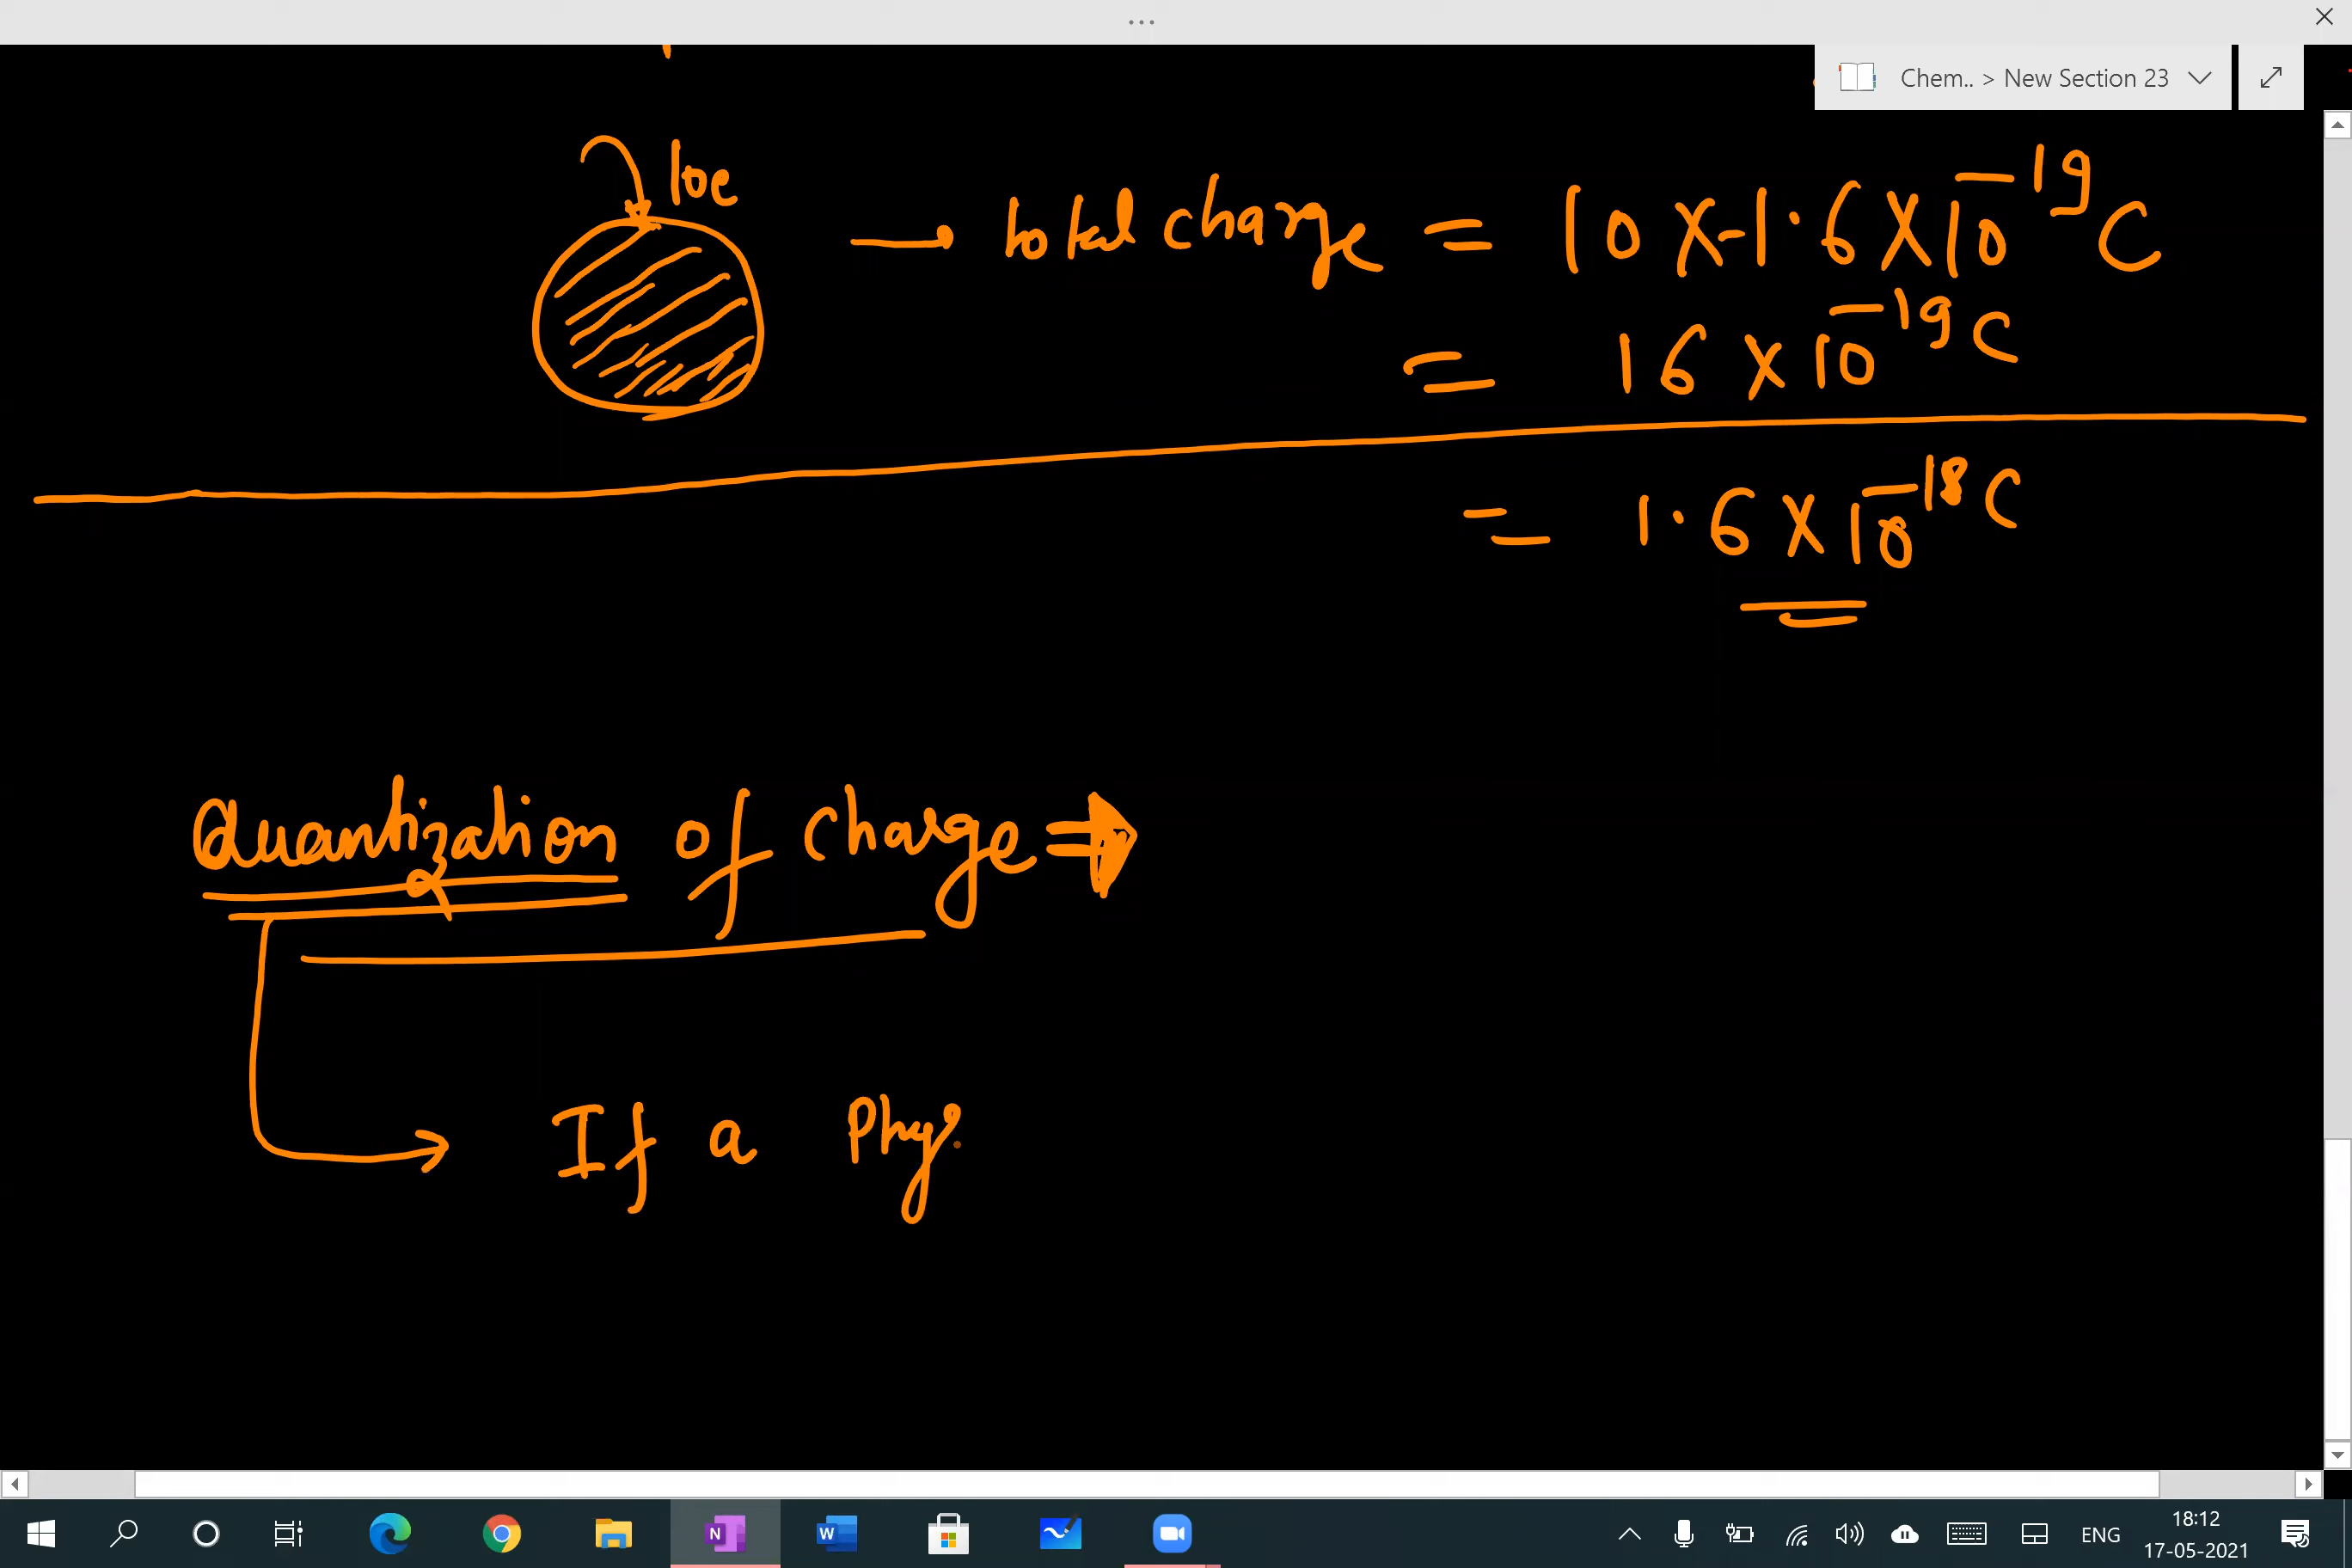 Chem.. > New Section 23
10e
→ total charge = 10 X -1.6 X 10⁻¹⁹ C
= 16 X 10⁻¹⁹ C
= 1.6 X 10⁻¹⁸ C
Quantization of charge ⇒
→ If a Phy
N
W
ENG
18:12
17-05-2021